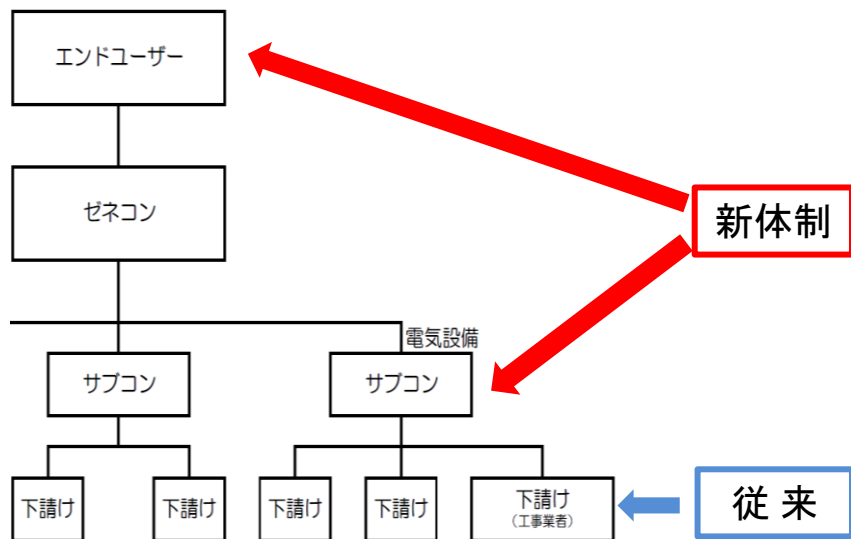 エンドユーザー
ゼネコン
新体制
電気設備
サブコン
サブコン
下請け
下請け
下請け
下請け
下請け
（工事業者）
従 来